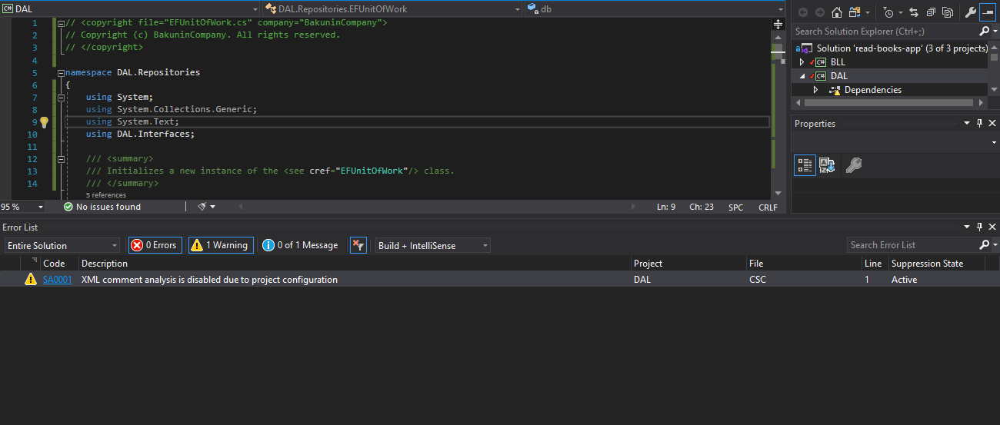 C# DAL
DAL.Repositories.EFUnitOfWork
db
1 // <copyright file="EFUnitOfWork.cs" company="BakuninCompany">
2 // Copyright (c) BakuninCompany. All rights reserved.
3 // </copyright>
4
5 namespace DAL.Repositories
6 {
7 using System;
8 using System.Collections.Generic;
9 using System.Text;
10 using DAL.Interfaces;
11
12 /// <summary>
13 /// Initializes a new instance of the <see cref="EFUnitOfWork"/> class.
14 /// </summary>
5 references
95 % No issues found Ln: 9 Ch: 23 SPC CRLF
Search Solution Explorer (Ctrl+;)
Solution 'read-books-app' (3 of 3 projects)
C# BLL
C# DAL
Dependencies
Properties
Error List
Entire Solution 0 Errors 1 Warning 0 of 1 Message Build + IntelliSense Search Error List
Code Description Project File Line Suppression State
SA0001 XML comment analysis is disabled due to project configuration DAL CSC 1 Active